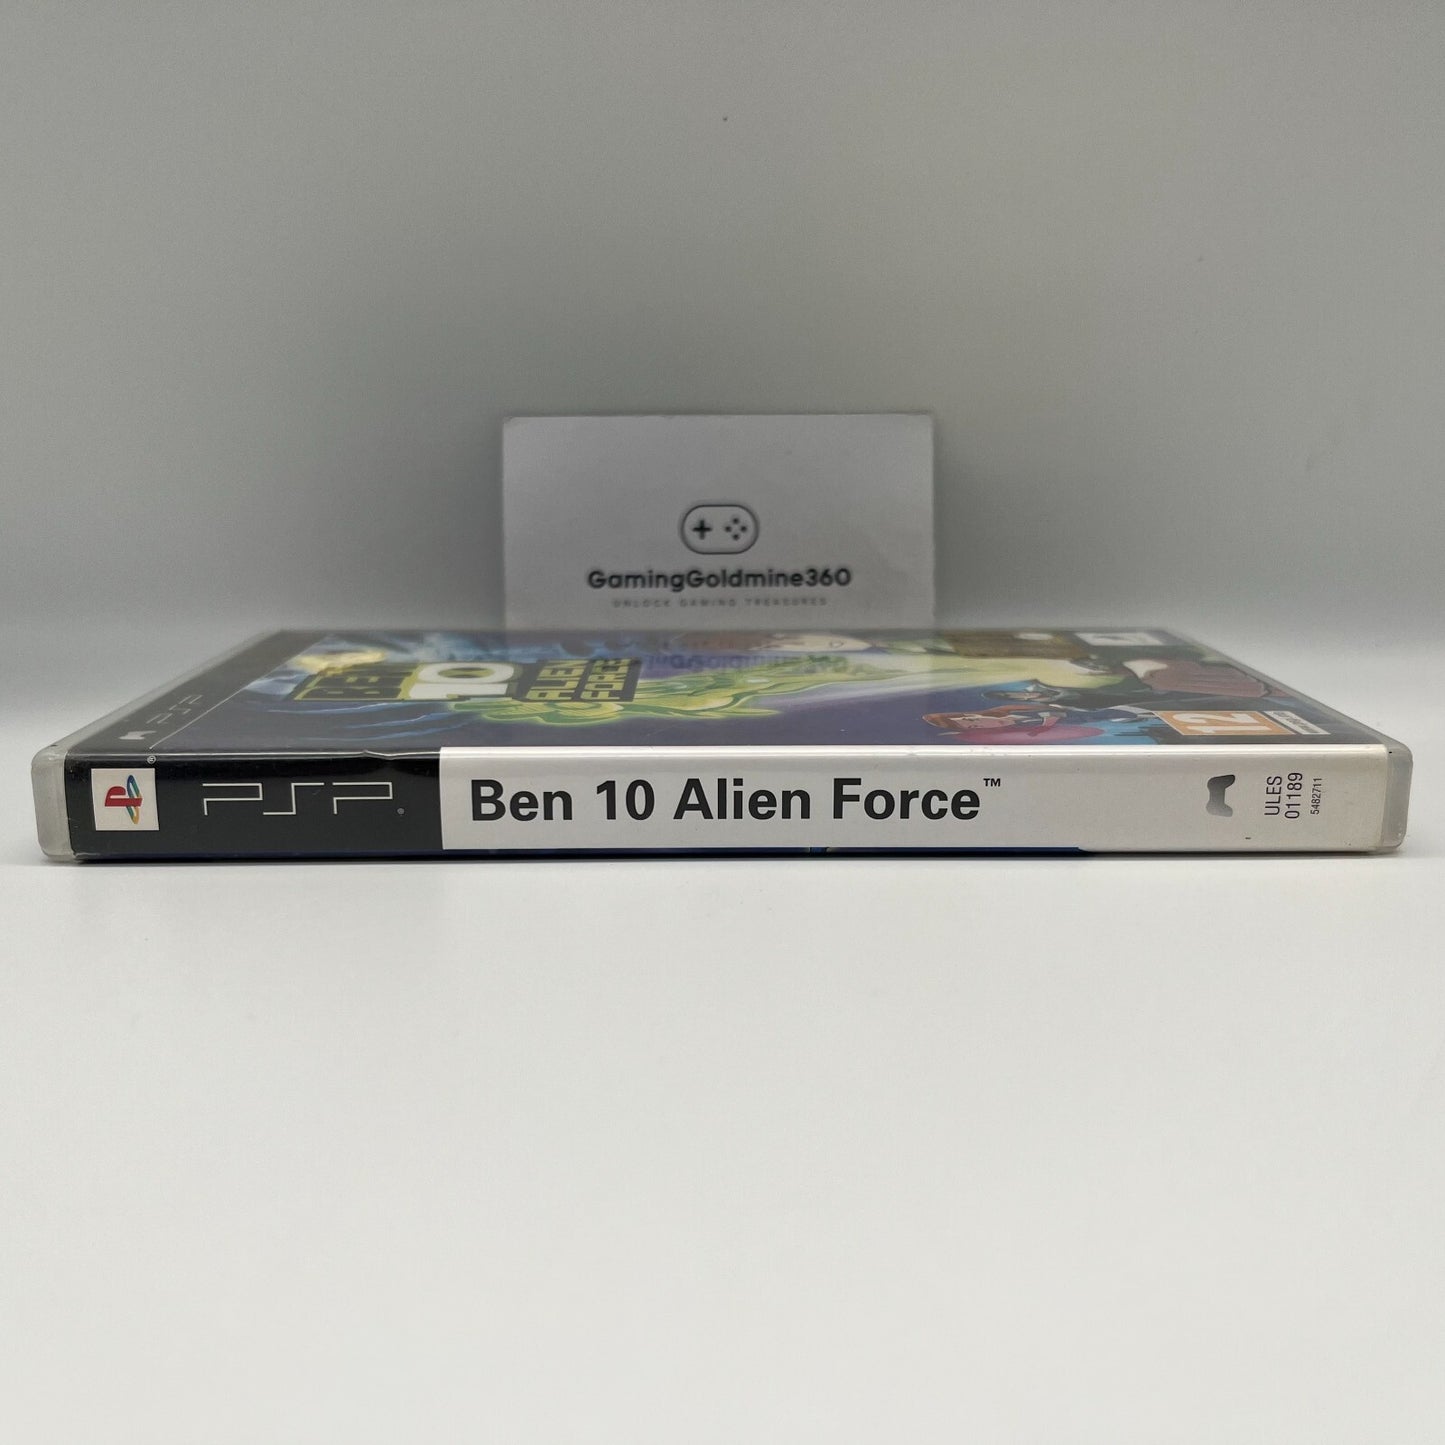 GamingGoldmine360
UNLOCK GAMING TREASURES
BEN
10
ALIEN
FORCE
PSP
12
PSP®
Ben 10 Alien Force™
ULES
01189
5482711